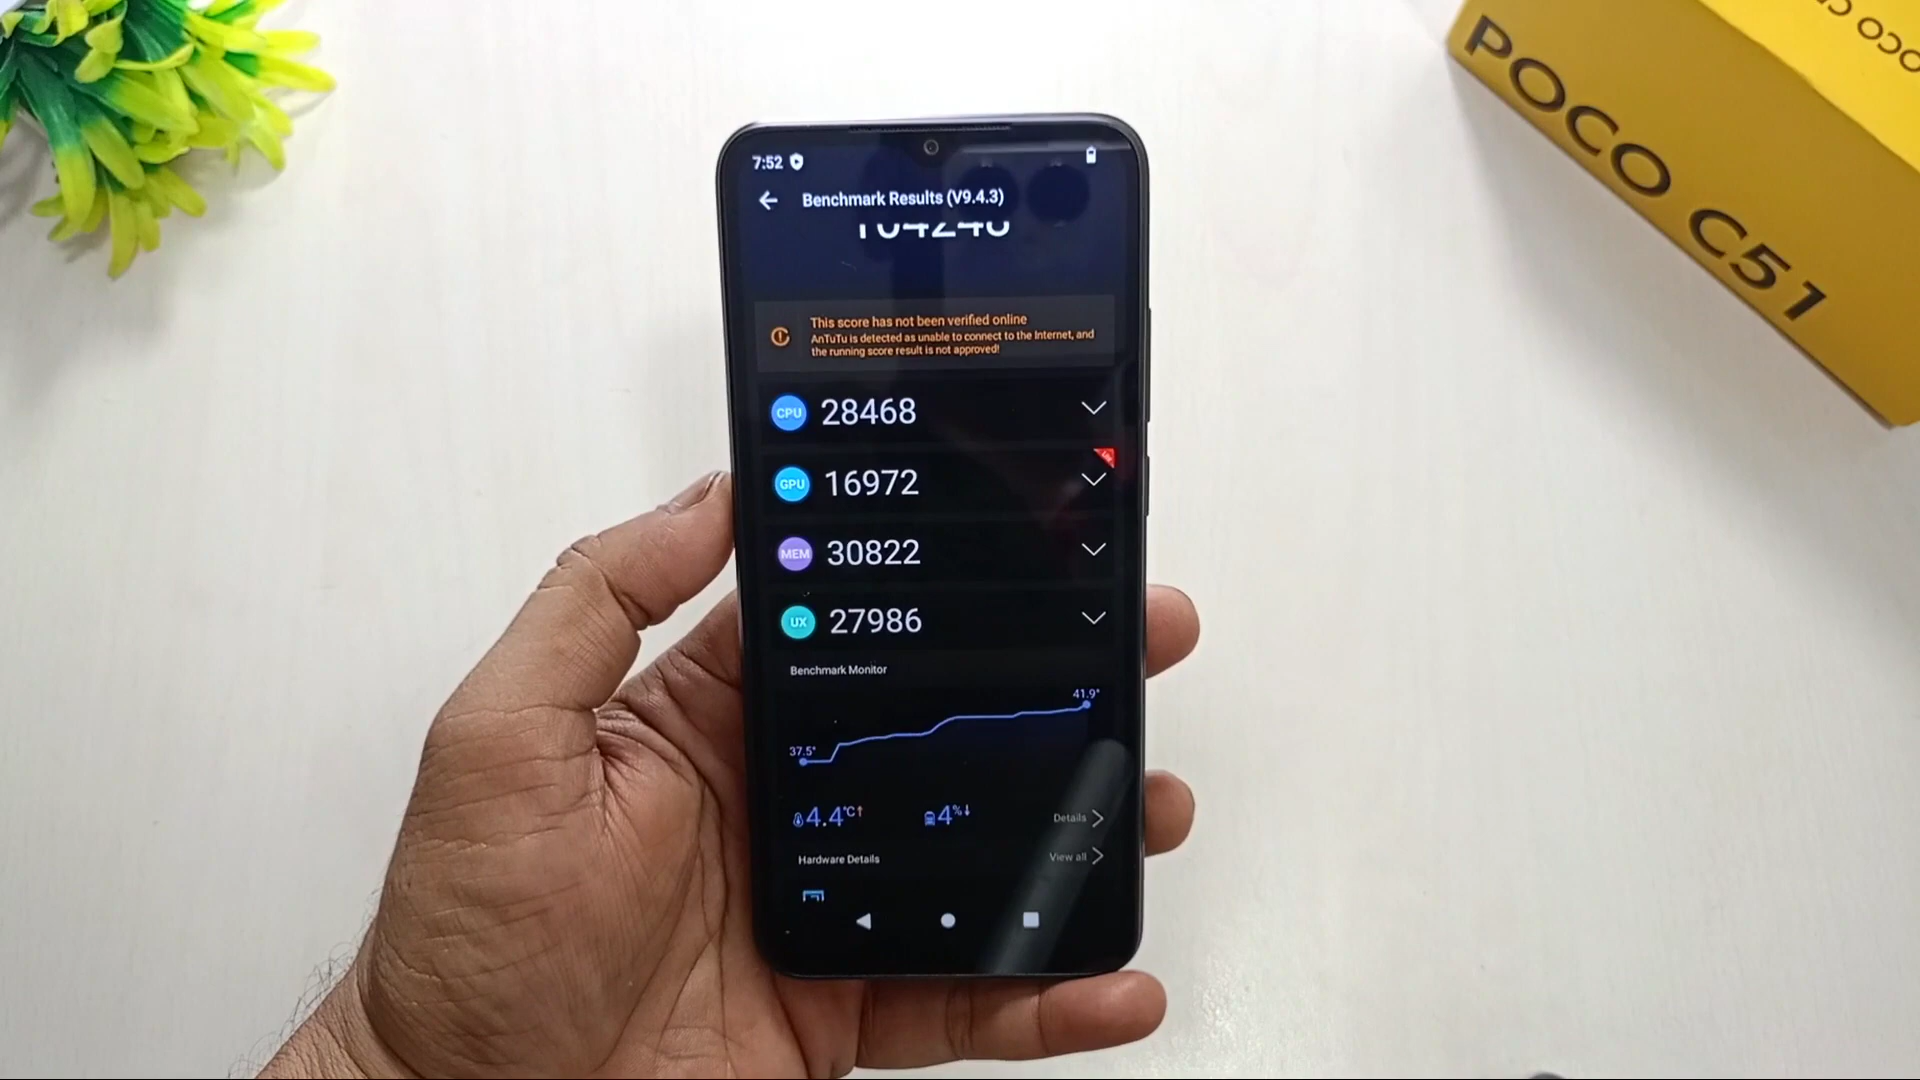 7:52
Benchmark Results (V9.4.3)
104248
This score has not been verified online
AnTuTu is detected as unable to connect to the Internet, and
the running score result is not approved!
CPU 28468
GPU 16972
MEM 30822
UX 27986
Benchmark Monitor
41.9°
37.5°
4.4°C↑ 4%↓ Details
Hardware Details View all
POCO C51